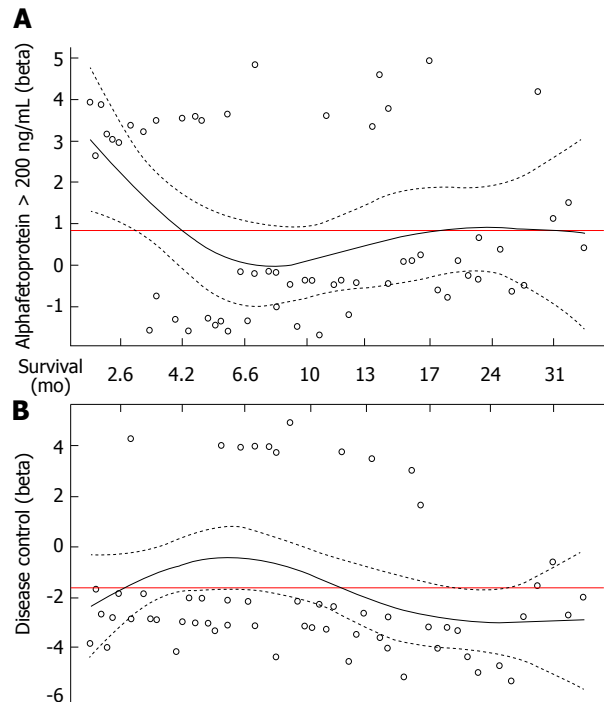 A
Alphafetoprotein > 200 ng/mL (beta)
5
4
3
2
1
0
-1
Survival
(mo)
2.6 4.2 6.6 10 13 17 24 31
B
Disease control (beta)
4
2
0
-2
-4
-6